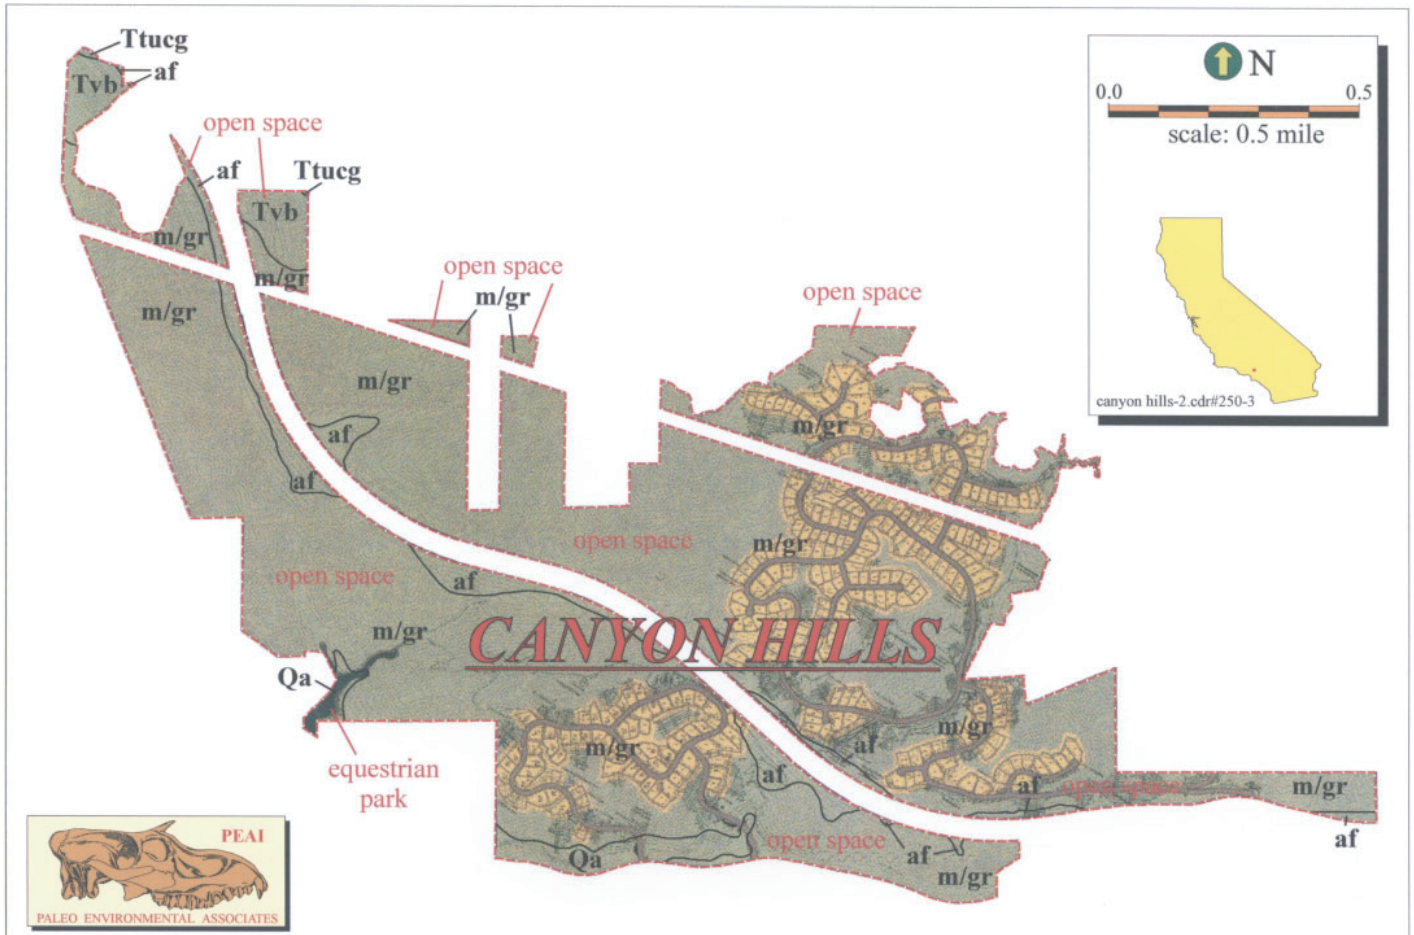 Ttucg
af
Tvb
open space
af
Ttucg
Tvb
m/gr
m/gr
m/gr
open space
m/gr
open space
m/gr
m/gr
af
af
open space
m/gr
open space
af
m/gr
CANYON HILLS
Qa
m/gr
m/gr
af
af
equestrian
park
af
open space
m/gr
open space
af
af
Qa
m/gr
N
0.0
0.5
scale: 0.5 mile
canyon hills-2.cdr#250-3
PEAI
PALEO ENVIRONMENTAL ASSOCIATES